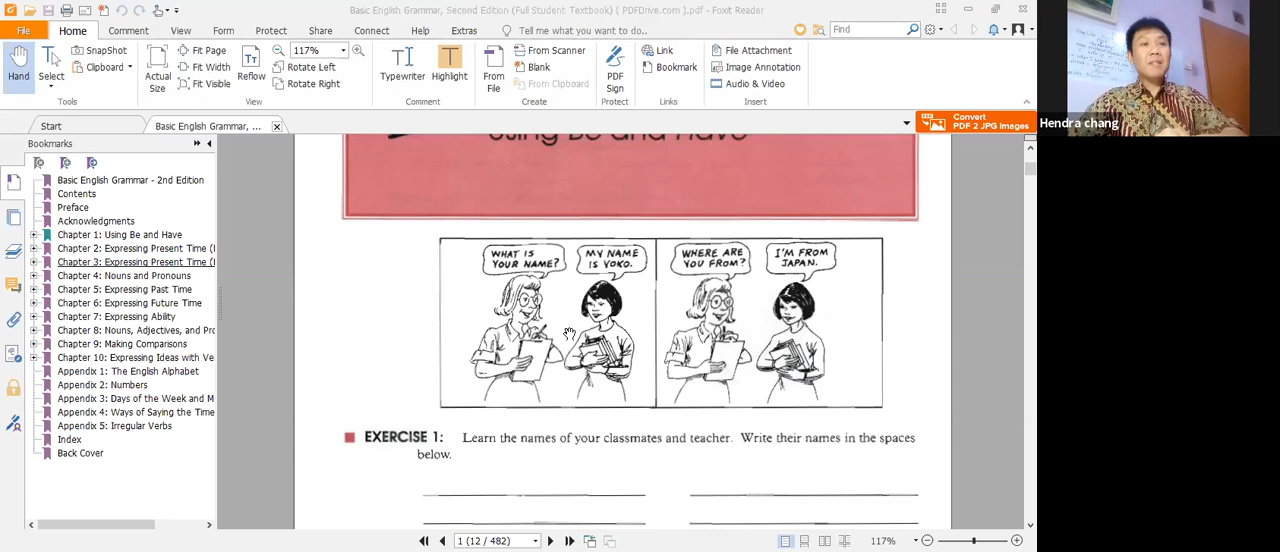 Basic English Grammar, Second Edition (Full Student Textbook) ( PDFDrive.com ).pdf - Foxit Reader
File Home Comment View Form Protect Share Connect Help Extras Tell me what you want to do.. Find
Hand
Select
SnapShot
Clipboard
Actual Size
Fit Page
Fit Width
Fit Visible
Reflow
117%
Rotate Left
Rotate Right
Typewriter
Highlight
From File
From Scanner
Blank
From Clipboard
PDF Sign
Link
Bookmark
File Attachment
Image Annotation
Audio & Video
Tools View Comment Create Protect Links Insert
Start
Basic English Grammar, ...
Convert
PDF 2 JPG Images
Hendra chang
Bookmarks
Basic English Grammar - 2nd Edition
Contents
Preface
Acknowledgments
Chapter 1: Using Be and Have
Chapter 2: Expressing Present Time (
Chapter 3: Expressing Present Time (
Chapter 4: Nouns and Pronouns
Chapter 5: Expressing Past Time
Chapter 6: Expressing Future Time
Chapter 7: Expressing Ability
Chapter 8: Nouns, Adjectives, and Pro
Chapter 9: Making Comparisons
Chapter 10: Expressing Ideas with Ve
Appendix 1: The English Alphabet
Appendix 2: Numbers
Appendix 3: Days of the Week and M
Appendix 4: Ways of Saying the Time
Appendix 5: Irregular Verbs
Index
Back Cover
Using Be and Have
WHAT IS
YOUR NAME?
MY NAME
IS YOKO.
WHERE ARE
YOU FROM?
I'M FROM
JAPAN.
EXERCISE 1: Learn the names of your classmates and teacher. Write their names in the spaces
below.
1 (12 / 482)
117%